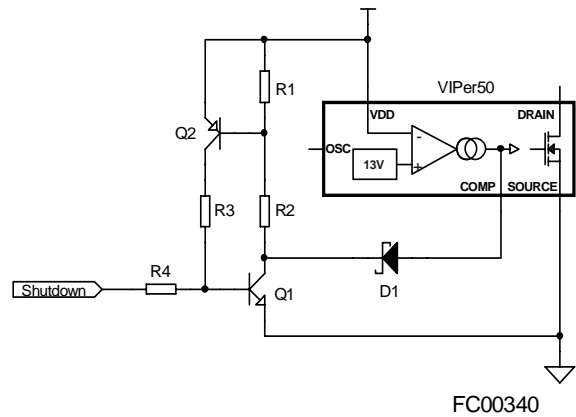 VIPer50
R1
VDD
DRAIN
Q2
-
OSC
13V
+
COMP
SOURCE
R3
R2
R4
D1
Shutdown
Q1
FC00340